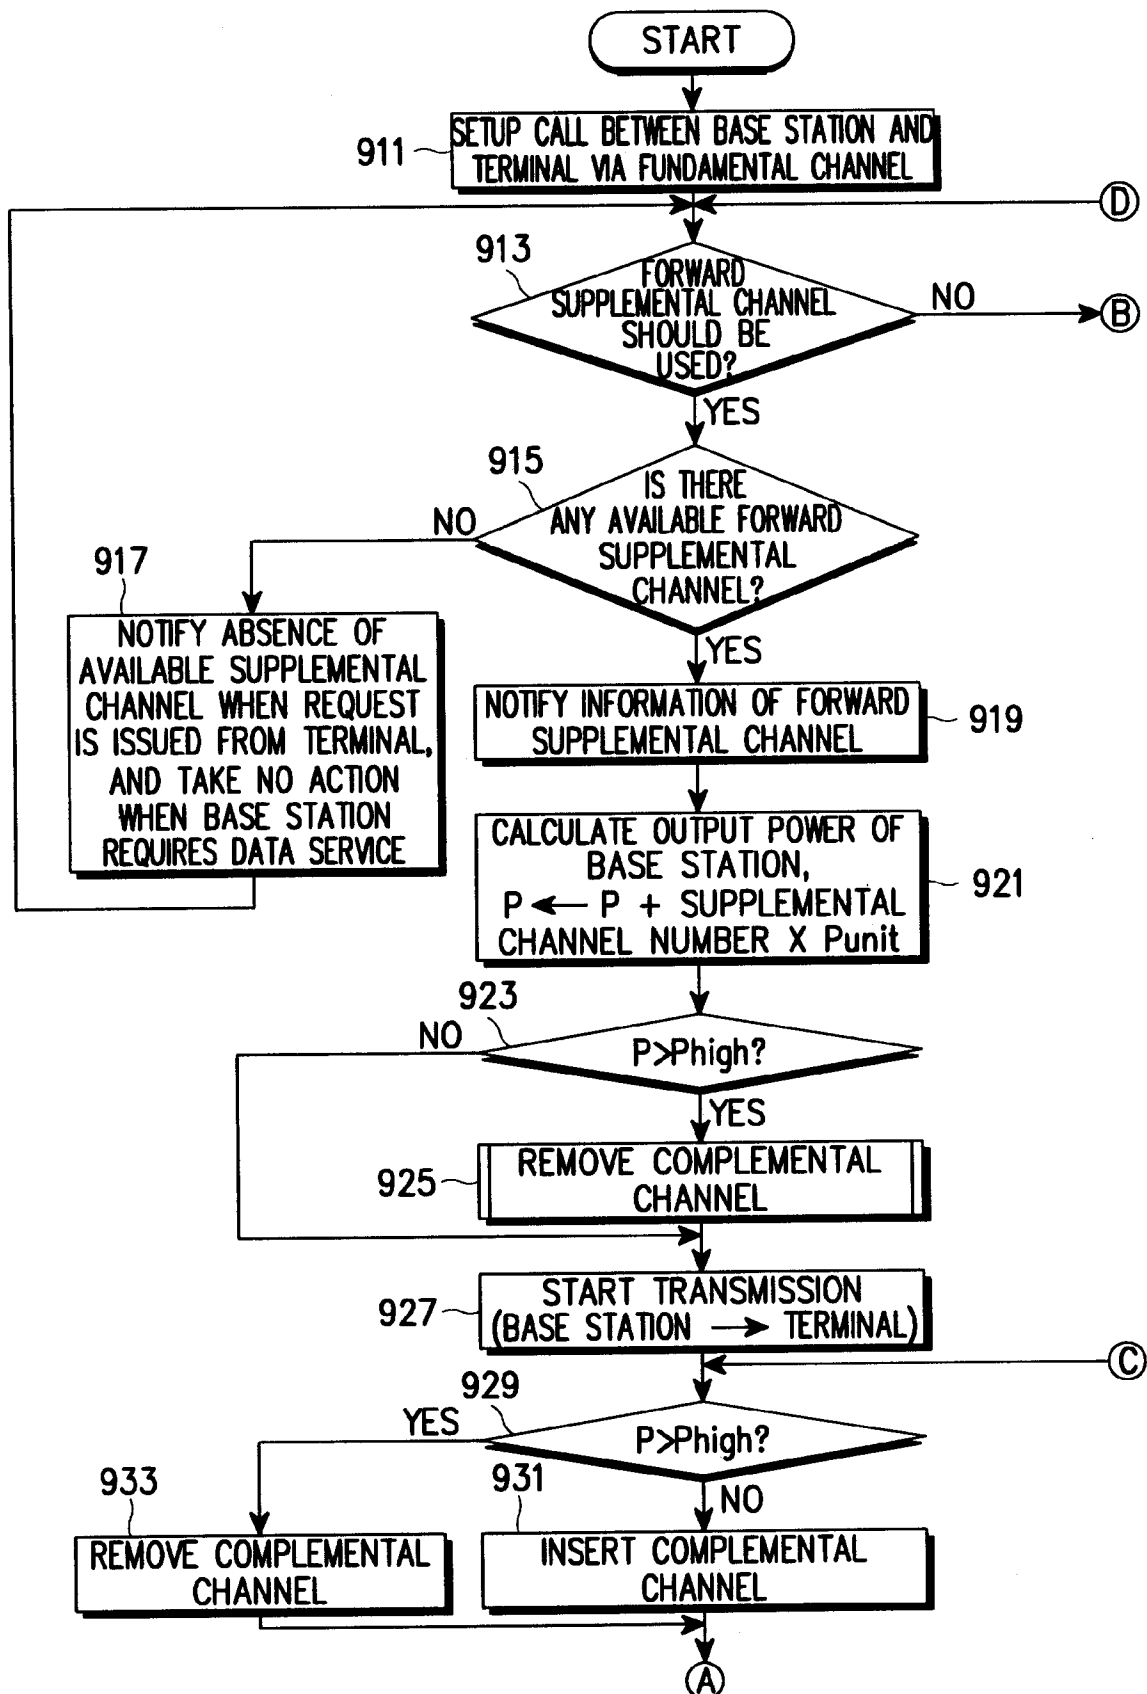 START
911
SETUP CALL BETWEEN BASE STATION AND
TERMINAL VIA FUNDAMENTAL CHANNEL
D
913
FORWARD
SUPPLEMENTAL CHANNEL
SHOULD BE
USED?
NO
B
YES
915
IS THERE
ANY AVAILABLE FORWARD
SUPPLEMENTAL
CHANNEL?
NO
917
NOTIFY ABSENCE OF
AVAILABLE SUPPLEMENTAL
CHANNEL WHEN REQUEST
IS ISSUED FROM TERMINAL,
AND TAKE NO ACTION
WHEN BASE STATION
REQUIRES DATA SERVICE
YES
NOTIFY INFORMATION OF FORWARD
SUPPLEMENTAL CHANNEL
919
CALCULATE OUTPUT POWER OF
BASE STATION,
P ← P + SUPPLEMENTAL
CHANNEL NUMBER X Punit
921
923
NO
P>Phigh?
YES
925
REMOVE COMPLEMENTAL
CHANNEL
927
START TRANSMISSION
(BASE STATION → TERMINAL)
C
929
YES
P>Phigh?
933
931
NO
REMOVE COMPLEMENTAL
CHANNEL
INSERT COMPLEMENTAL
CHANNEL
A